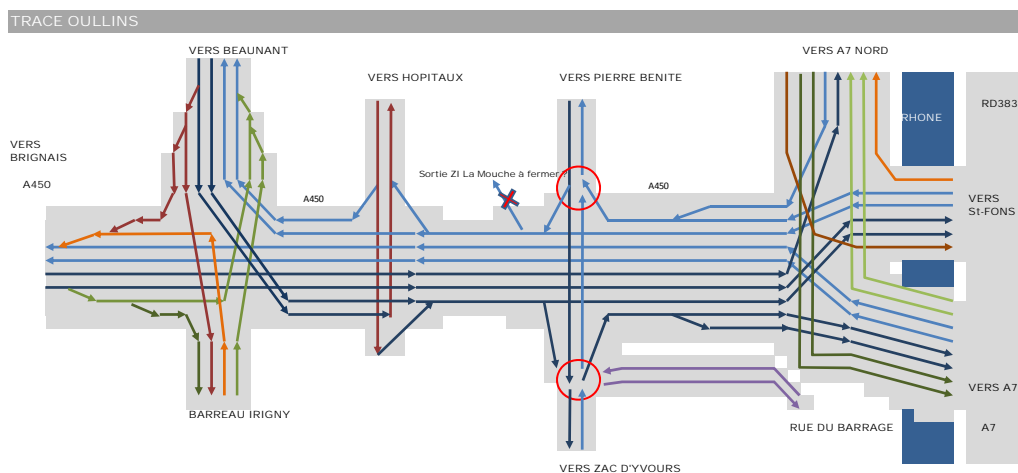 TRACE OULLINS
VERS BEAUNANT
VERS A7 NORD
VERS HOPITAUX
VERS PIERRE BENITE
RD383
RHONE
VERS
BRIGNAIS
A450
Sortie ZI La Mouche à fermer ?
A450
A450
VERS
St-FONS
VERS A7
BARREAU IRIGNY
RUE DU BARRAGE
A7
VERS ZAC D'YVOURS